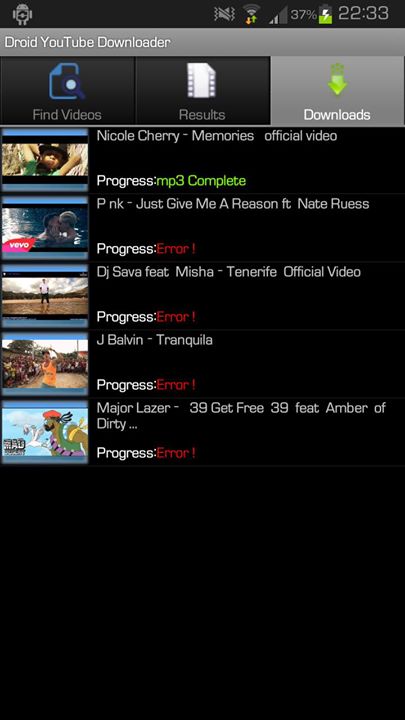 37% 22:33
Droid YouTube Downloader
Find Videos Results Downloads
Nicole Cherry - Memories official video
Progress:mp3 Complete
P nk - Just Give Me A Reason ft Nate Ruess
vevo
Progress:Error !
Dj Sava feat Misha - Tenerife Official Video
Progress:Error !
J Balvin - Tranquila
Progress:Error !
Major Lazer - 39 Get Free 39 feat Amber of
Dirty ...
Progress:Error !